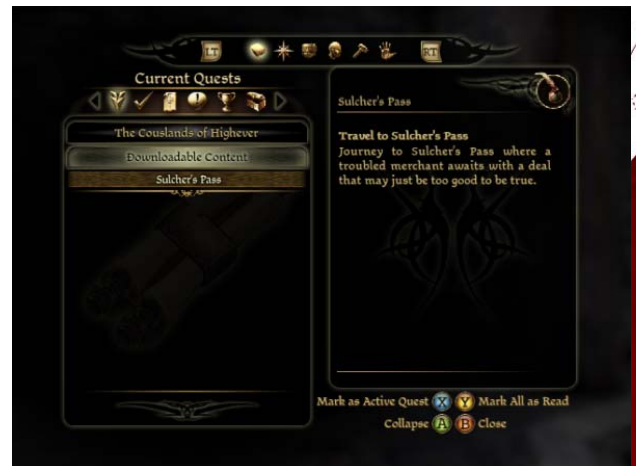 LT
RT
Current Quests
The Couslands of Highever
Downloadable Content
Sulcher's Pass
Sulcher's Pass
Travel to Sulcher's Pass
Journey to Sulcher's Pass where a
troubled merchant awaits with a deal
that may just be too good to be true.
Mark as Active Quest X Y Mark All as Read
Collapse A B Close